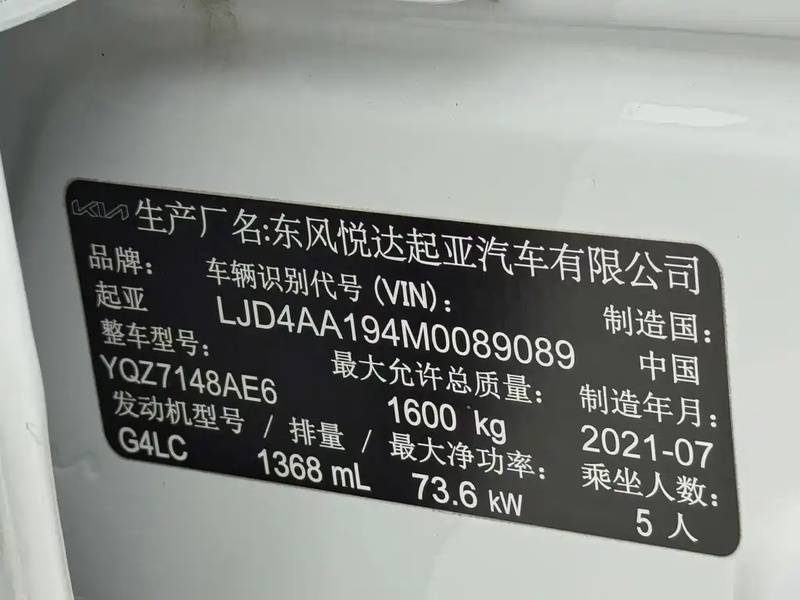 KIA 生产厂名:东风悦达起亚汽车有限公司
品牌: 车辆识别代号(VIN): 制造国:
起亚 LJD4AA194M0089089 中国
整车型号: 最大允许总质量: 制造年月:
YQZ7148AE6 1600 kg 2021-07
发动机型号 / 排量 / 最大净功率: 乘坐人数:
G4LC 1368 mL 73.6 kW 5 人